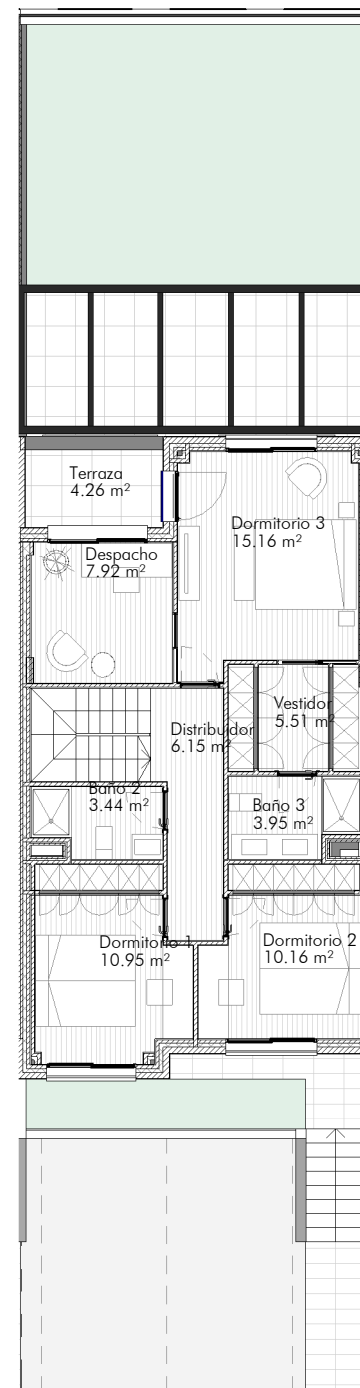 Terraza
4.26 m²
Dormitorio 3
15.16 m²
Despacho
7.92 m²
Vestidor
5.51 m²
Distribuidor
6.15 m²
Baño 2
3.44 m²
Baño 3
3.95 m²
Dormitorio 1
10.95 m²
Dormitorio 2
10.16 m²